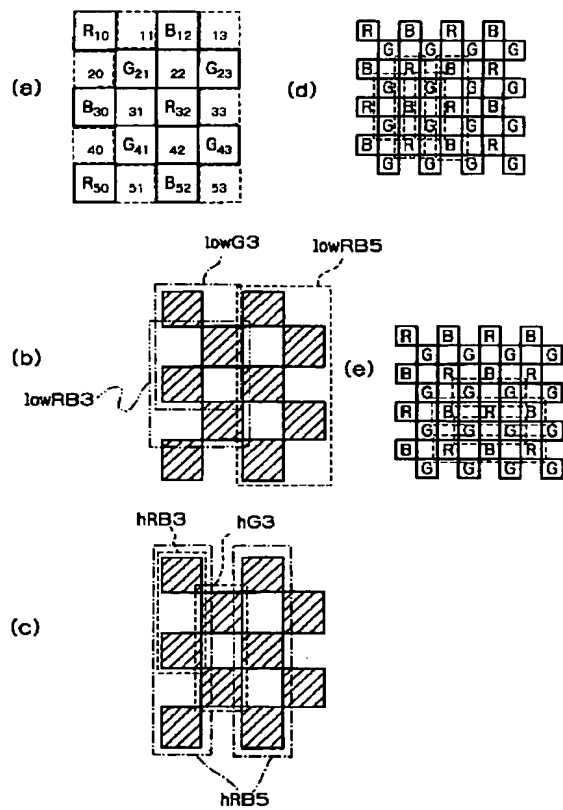 (a)
R10 11 B12 13
20 G21 22 G23
B30 31 R32 33
40 G41 42 G43
R50 51 B52 53
(d)
R B R B
G G G G
B R B R
G G G G
R B R B
G G G G
B R B R
G G G G
(b)
lowG3
lowRB5
lowRB3
(e)
R B R B
G G G G
B R B R
G G G G
R B R B
G G G G
B R B R
G G G G
(c)
hRB3
hG3
hRB5